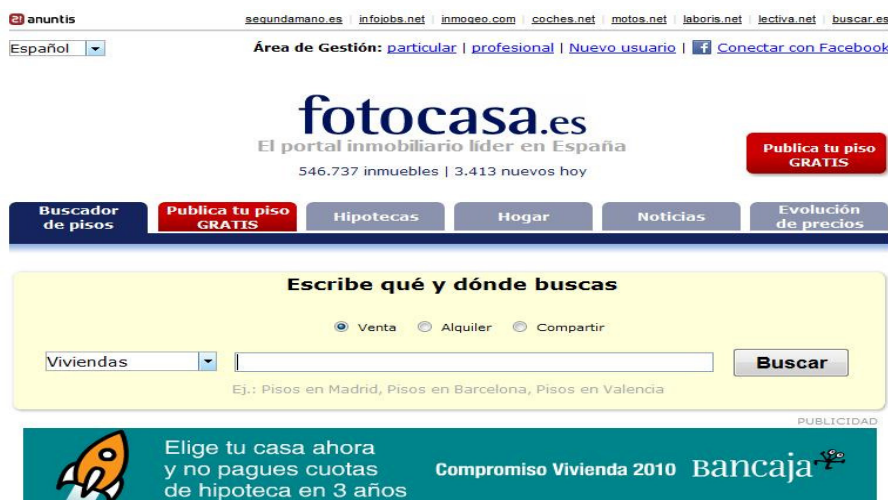 anuntis
segundamano.es | infojobs.net | inmogeo.com | coches.net | motos.net | laboris.net | lectiva.net | buscar.es
Español
Área de Gestión: particular | profesional | Nuevo usuario | Conectar con Facebook
fotocasa.es
El portal inmobiliario líder en España
546.737 inmuebles | 3.413 nuevos hoy
Publica tu piso
GRATIS
Buscador
de pisos
Publica tu piso
GRATIS
Hipotecas
Hogar
Noticias
Evolución
de precios
Escribe qué y dónde buscas
Venta Alquiler Compartir
Viviendas
Buscar
Ej.: Pisos en Madrid, Pisos en Barcelona, Pisos en Valencia
PUBLICIDAD
Elige tu casa ahora
y no pagues cuotas
de hipoteca en 3 años
Compromiso Vivienda 2010
Bancaja